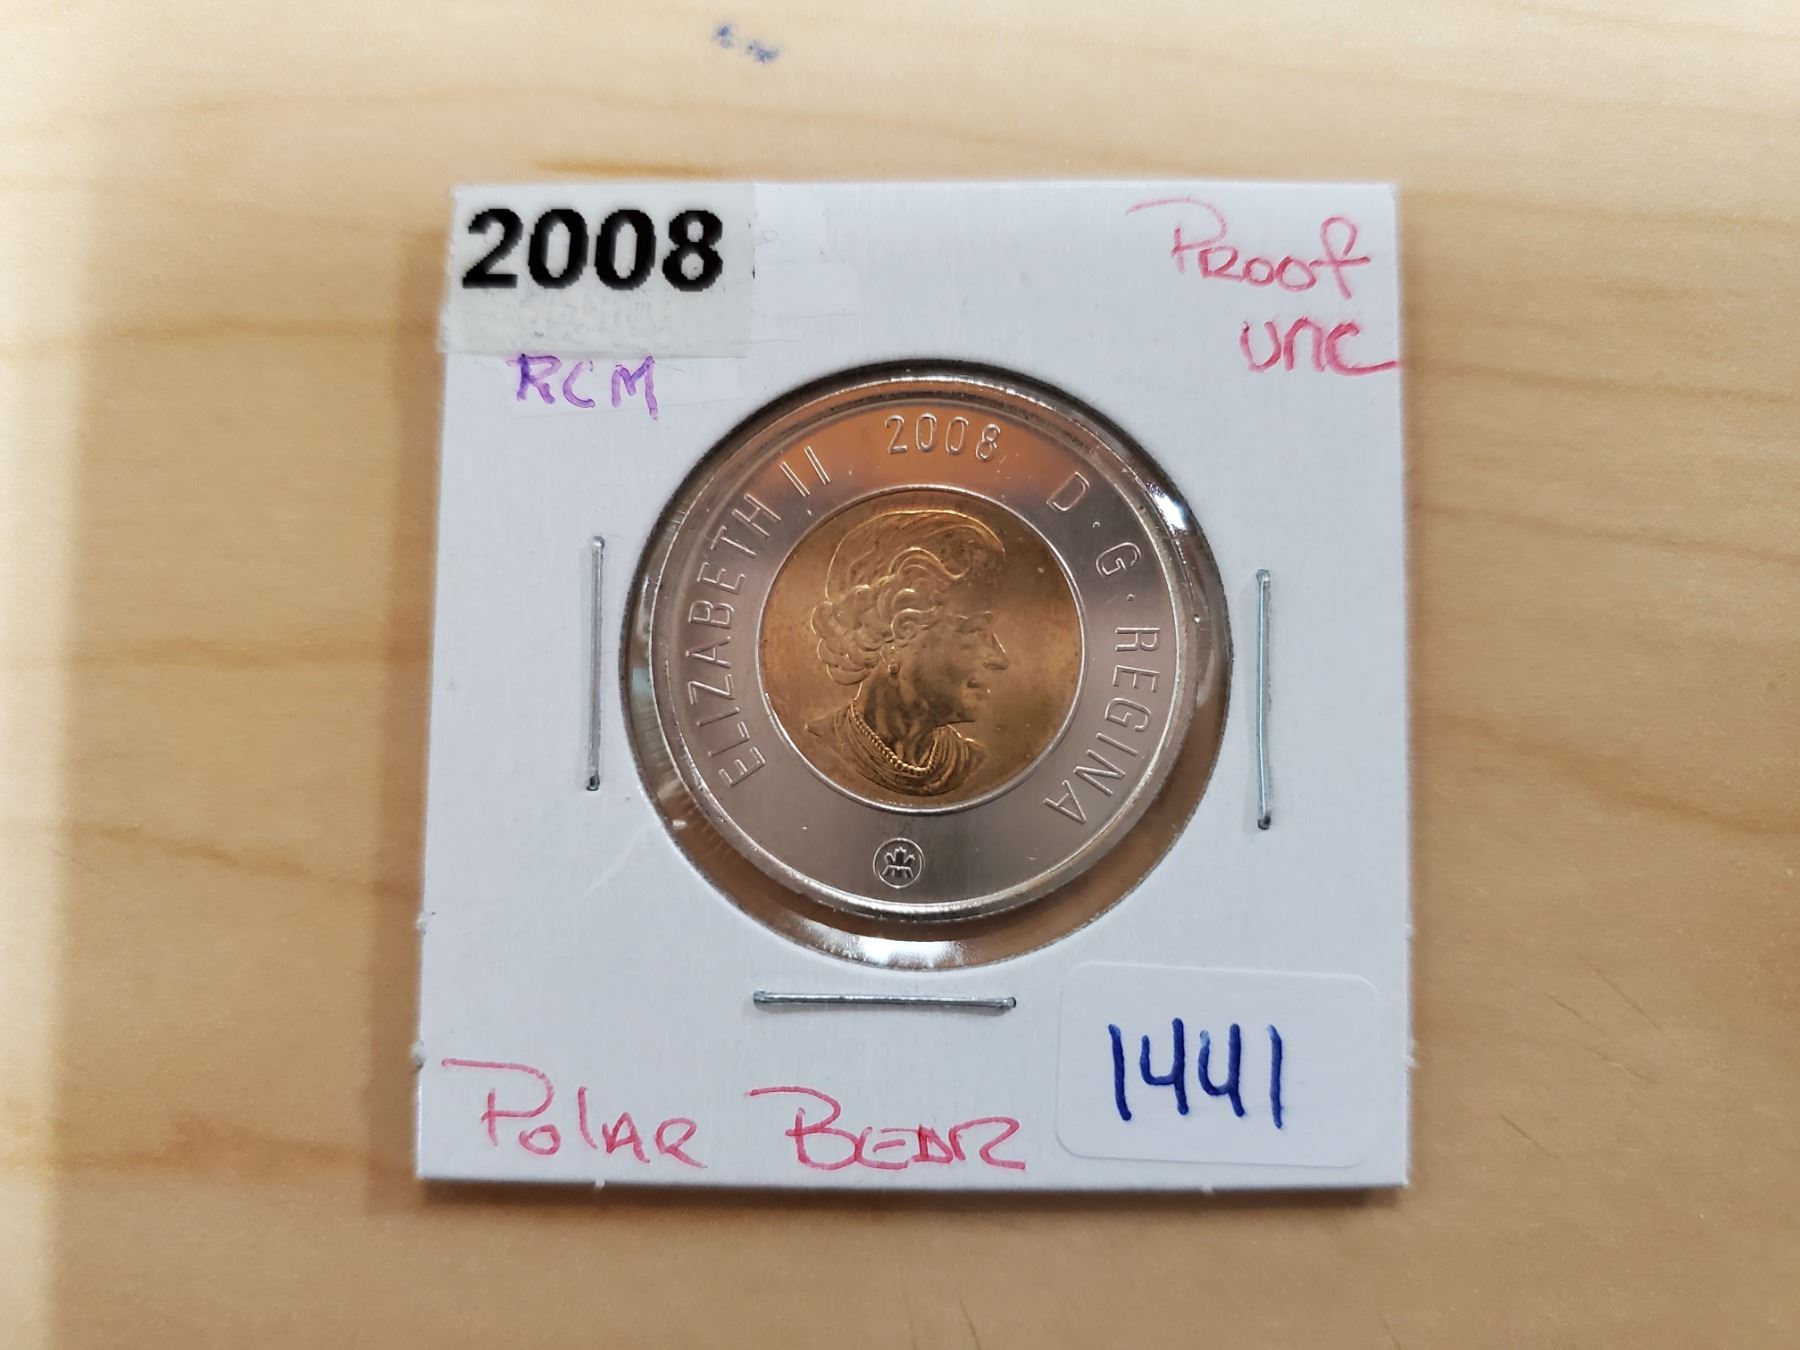 2008
Proof
UNC
RCM
ELIZABETH II 2008 D·G·REGINA
Polar Bear
1441